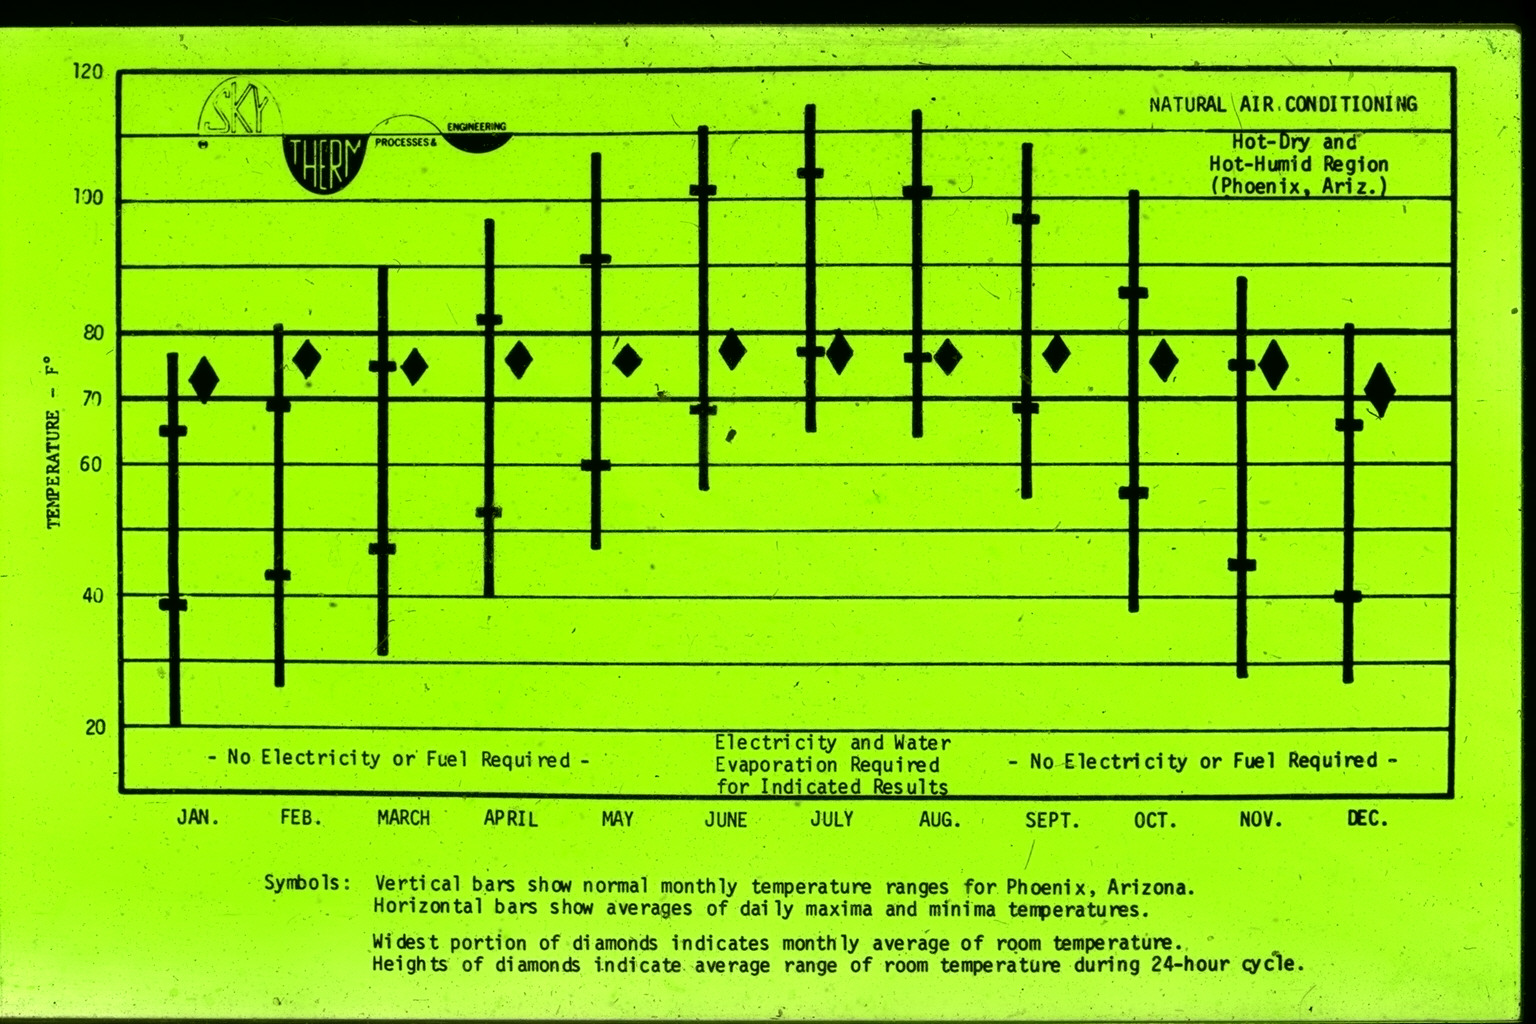 120
SKY
THERM
PROCESSES &
ENGINEERING
NATURAL AIR CONDITIONING
Hot-Dry and
Hot-Humid Region
(Phoenix, Ariz.)
100
80
70
60
40
20
TEMPERATURE - F°
- No Electricity or Fuel Required -
Electricity and Water
Evaporation Required
for Indicated Results
- No Electricity or Fuel Required -
JAN. FEB. MARCH APRIL MAY JUNE JULY AUG. SEPT. OCT. NOV. DEC.
Symbols: Vertical bars show normal monthly temperature ranges for Phoenix, Arizona.
Horizontal bars show averages of daily maxima and minima temperatures.
Widest portion of diamonds indicates monthly average of room temperature.
Heights of diamonds indicate average range of room temperature during 24-hour cycle.